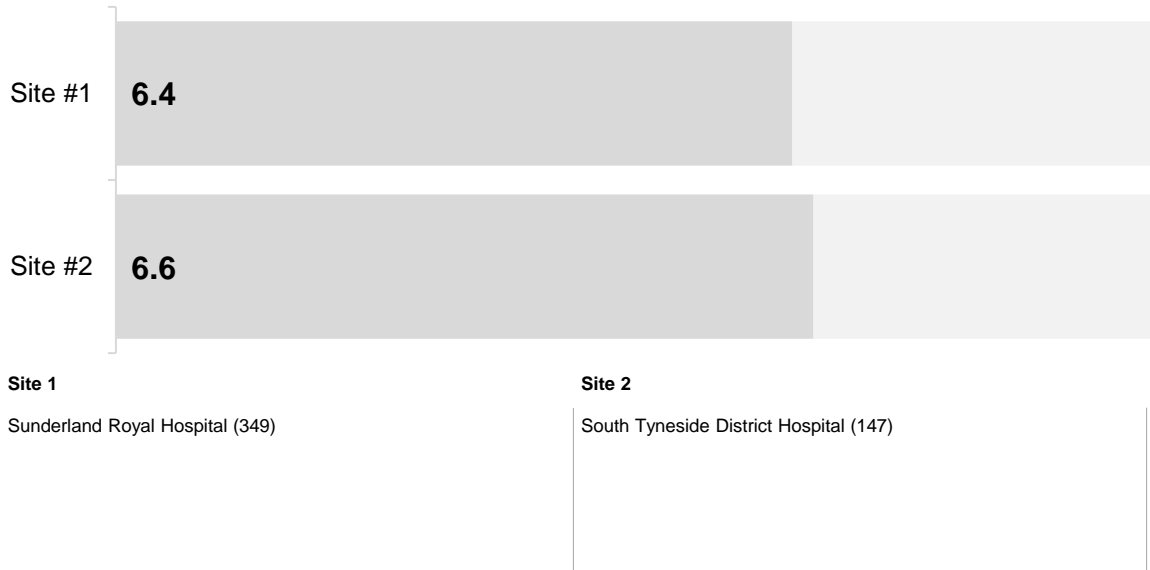 Site #1
6.4
Site #2
6.6
Site 1
Site 2
Sunderland Royal Hospital (349)
South Tyneside District Hospital (147)